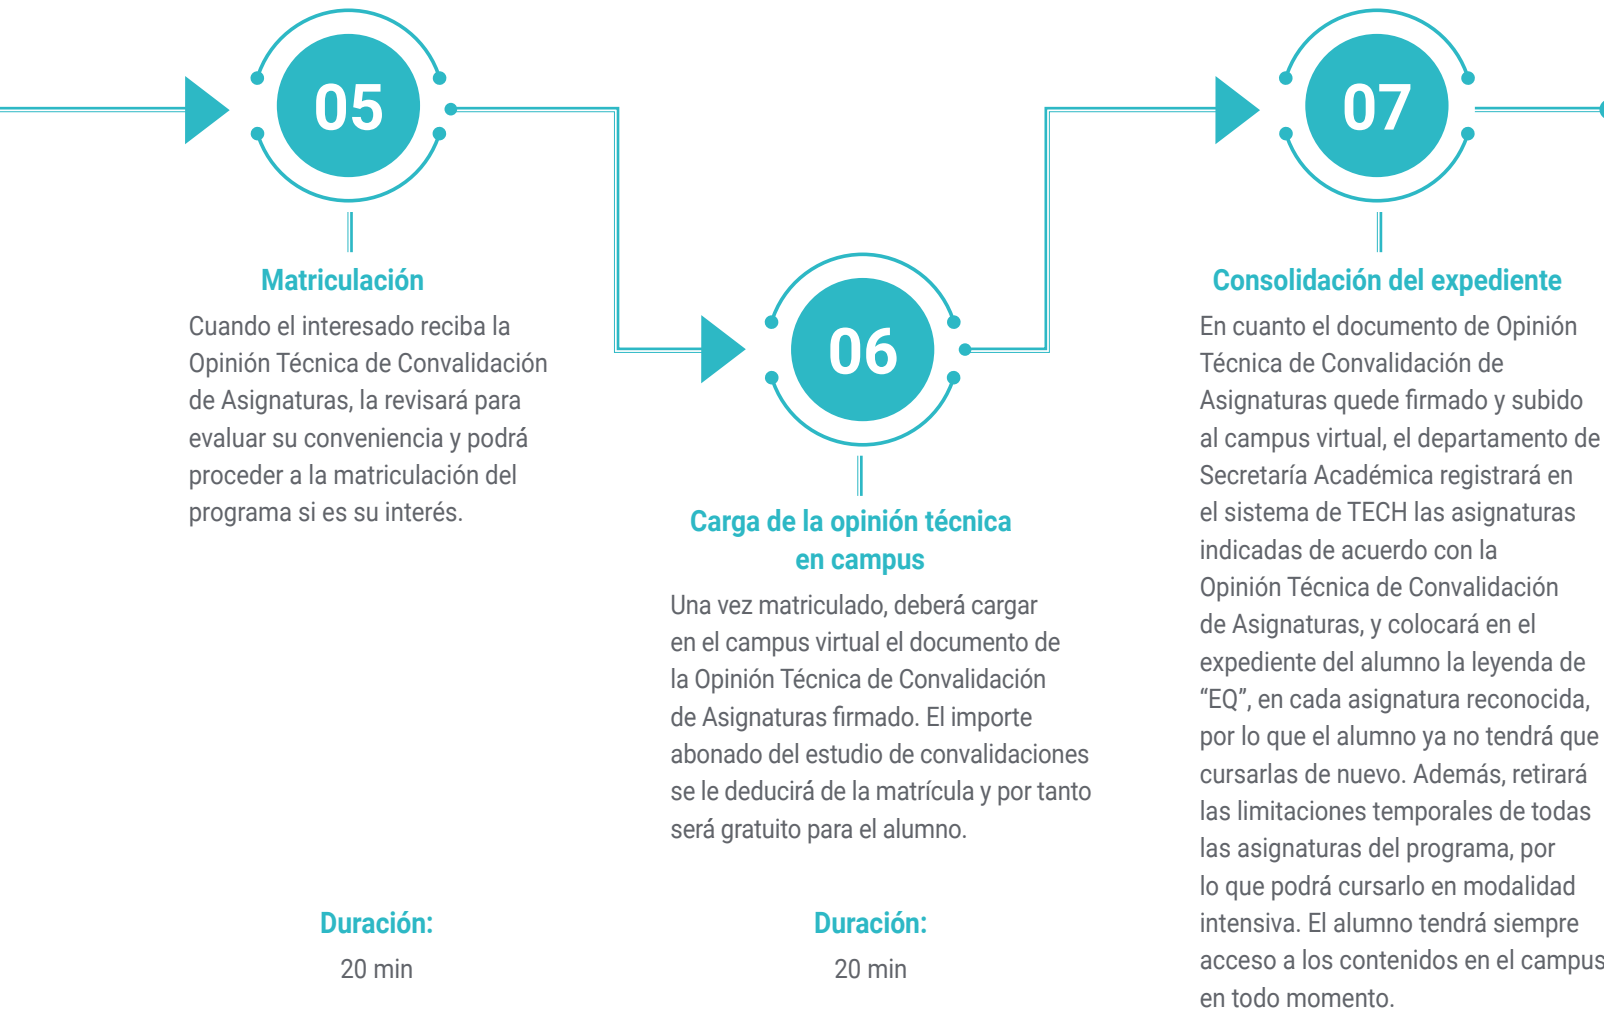 05
Matriculación
Cuando el interesado reciba la
Opinión Técnica de Convalidación
de Asignaturas, la revisará para
evaluar su conveniencia y podrá
proceder a la matriculación del
programa si es su interés.
Duración:
20 min
06
Carga de la opinión técnica
en campus
Una vez matriculado, deberá cargar
en el campus virtual el documento de
la Opinión Técnica de Convalidación
de Asignaturas firmado. El importe
abonado del estudio de convalidaciones
se le deducirá de la matrícula y por tanto
será gratuito para el alumno.
Duración:
20 min
07
Consolidación del expediente
En cuanto el documento de Opinión
Técnica de Convalidación de
Asignaturas quede firmado y subido
al campus virtual, el departamento de
Secretaría Académica registrará en
el sistema de TECH las asignaturas
indicadas de acuerdo con la
Opinión Técnica de Convalidación
de Asignaturas, y colocará en el
expediente del alumno la leyenda de
“EQ”, en cada asignatura reconocida,
por lo que el alumno ya no tendrá que
cursarlas de nuevo. Además, retirará
las limitaciones temporales de todas
las asignaturas del programa, por
lo que podrá cursarlo en modalidad
intensiva. El alumno tendrá siempre
acceso a los contenidos en el campus
en todo momento.